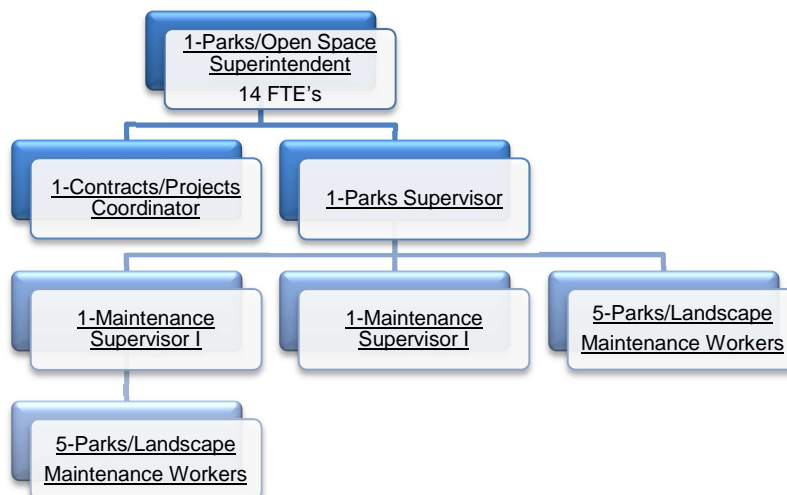 1-Parks/Open Space
Superintendent
14 FTE’s
1-Contracts/Projects
Coordinator
1-Parks Supervisor
1-Maintenance
Supervisor I
1-Maintenance
Supervisor I
5-Parks/Landscape
Maintenance Workers
5-Parks/Landscape
Maintenance Workers